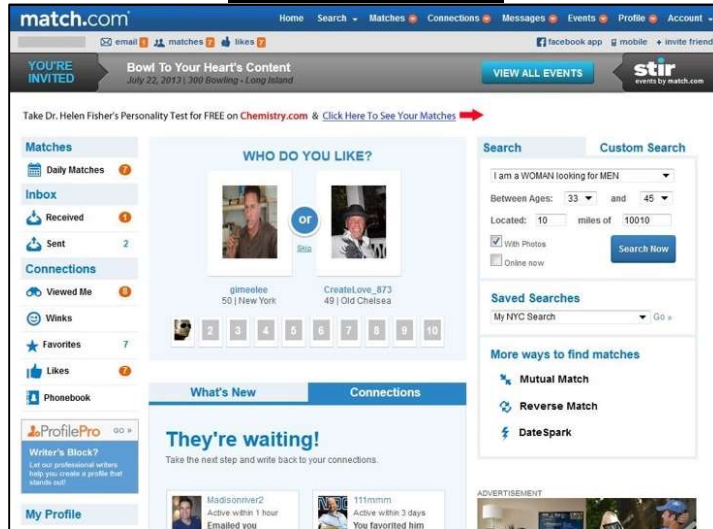 match.com
Home Search Matches Connections Messages Events Profile Account
email 1 matches 7 likes 7
facebook app mobile + invite friend
YOU'RE INVITED
Bowl To Your Heart's Content
July 22, 2013 | 300 Bowling - Long Island
VIEW ALL EVENTS
stir
events by match.com
Take Dr. Helen Fisher's Personality Test for FREE on Chemistry.com & Click Here To See Your Matches
Matches
Daily Matches 7
Inbox
Received 1
Sent 2
Connections
Viewed Me 8
Winks
Favorites 7
Likes 7
Phonebook
ProfilePro GO »
Writer's Block?
Let our professional writers
help you create a profile that
stands out!
My Profile
WHO DO YOU LIKE?
or
Skip
gimeelee
50 | New York
CreateLove_873
49 | Old Chelsea
2 3 4 5 6 7 8 9 10
What's New Connections
They're waiting!
Take the next step and write back to your connections.
Madisonriver2
Active within 1 hour
Emailed you
111mmm
Active within 3 days
You favorited him
Search Custom Search
I am a WOMAN looking for MEN
Between Ages: 33 and 45
Located: 10 miles of 10010
With Photos
Online now
Search Now
Saved Searches
My NYC Search Go »
More ways to find matches
Mutual Match
Reverse Match
DateSpark
ADVERTISEMENT